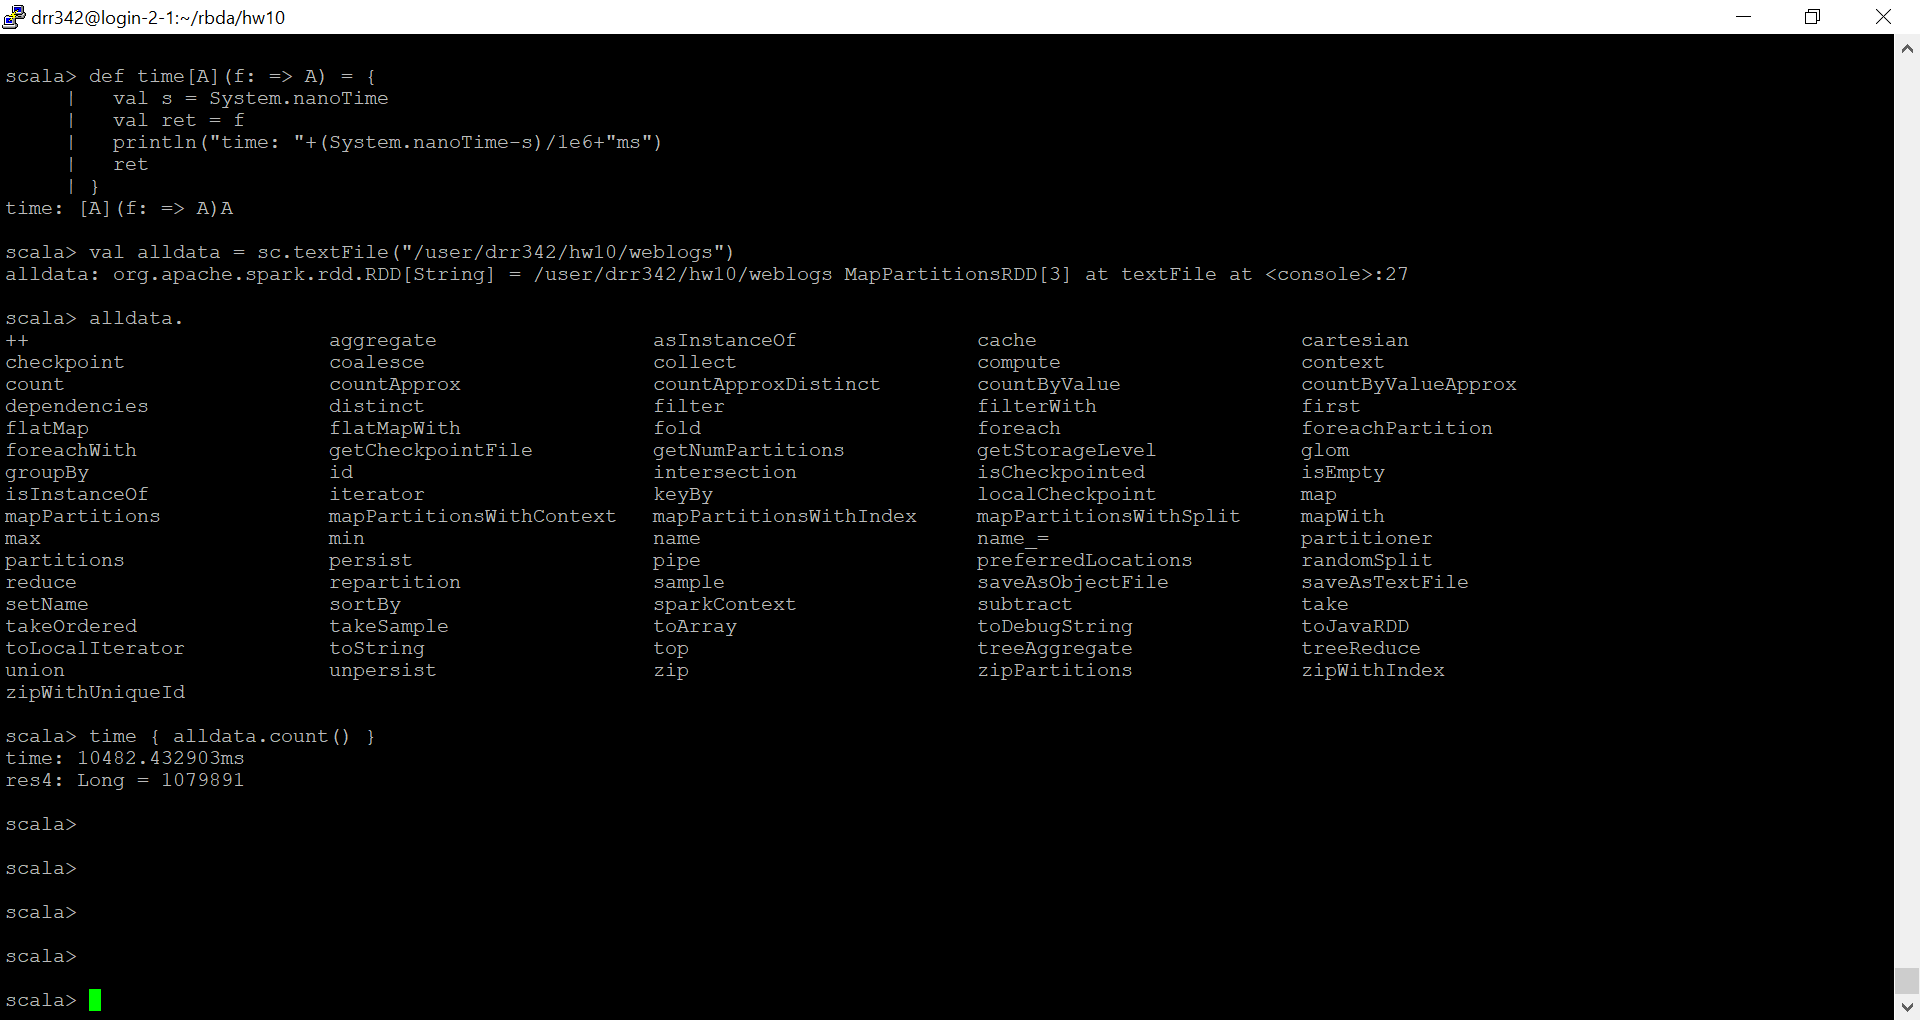 drr342@login-2-1:~/rbda/hw10
scala> def time[A](f: => A) = {
     |   val s = System.nanoTime
     |   val ret = f
     |   println("time: "+(System.nanoTime-s)/1e6+"ms")
     |   ret
     | }
time: [A](f: => A)A
scala> val alldata = sc.textFile("/user/drr342/hw10/weblogs")
alldata: org.apache.spark.rdd.RDD[String] = /user/drr342/hw10/weblogs MapPartitionsRDD[3] at textFile at <console>:27
scala> alldata.
++                         aggregate                  asInstanceOf               cache                      cartesian
checkpoint                 coalesce                   collect                    compute                    context
count                      countApprox                countApproxDistinct        countByValue               countByValueApprox
dependencies               distinct                   filter                     filterWith                 first
flatMap                    flatMapWith                fold                       foreach                    foreachPartition
foreachWith                getCheckpointFile          getNumPartitions           getStorageLevel            glom
groupBy                    id                         intersection               isCheckpointed             isEmpty
isInstanceOf               iterator                   keyBy                      localCheckpoint            map
mapPartitions              mapPartitionsWithContext   mapPartitionsWithIndex     mapPartitionsWithSplit     mapWith
max                        min                        name                       name_=                     partitioner
partitions                 persist                    pipe                       preferredLocations         randomSplit
reduce                     repartition                sample                     saveAsObjectFile           saveAsTextFile
setName                    sortBy                     sparkContext               subtract                   take
takeOrdered                takeSample                 toArray                    toDebugString              toJavaRDD
toLocalIterator            toString                   top                        treeAggregate              treeReduce
union                      unpersist                  zip                        zipPartitions              zipWithIndex
zipWithUniqueId
scala> time { alldata.count() }
time: 10482.432903ms
res4: Long = 1079891
scala>
scala>
scala>
scala>
scala>